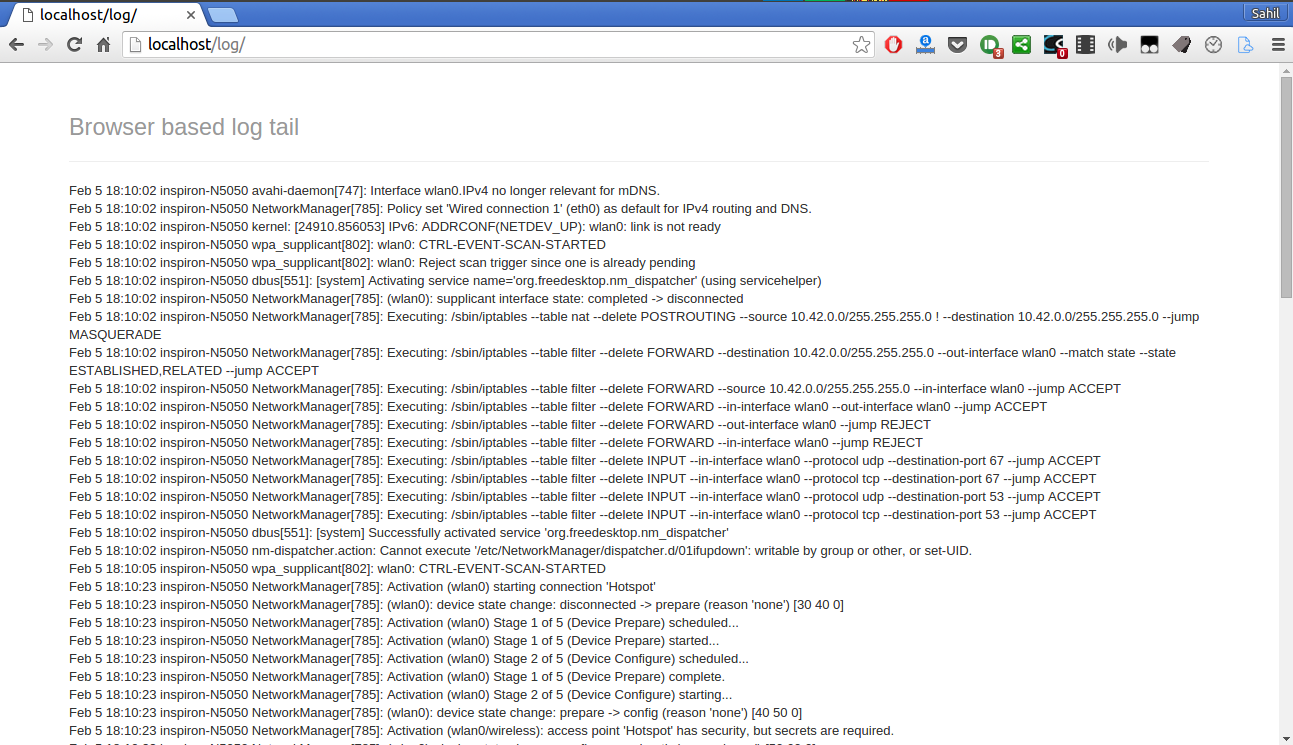 localhost/log/
Sahil
localhost/log/
a
3
0
Browser based log tail
Feb 5 18:10:02 inspiron-N5050 avahi-daemon[747]: Interface wlan0.IPv4 no longer relevant for mDNS.
Feb 5 18:10:02 inspiron-N5050 NetworkManager[785]: Policy set 'Wired connection 1' (eth0) as default for IPv4 routing and DNS.
Feb 5 18:10:02 inspiron-N5050 kernel: [24910.856053] IPv6: ADDRCONF(NETDEV_UP): wlan0: link is not ready
Feb 5 18:10:02 inspiron-N5050 wpa_supplicant[802]: wlan0: CTRL-EVENT-SCAN-STARTED
Feb 5 18:10:02 inspiron-N5050 wpa_supplicant[802]: wlan0: Reject scan trigger since one is already pending
Feb 5 18:10:02 inspiron-N5050 dbus[551]: [system] Activating service name='org.freedesktop.nm_dispatcher' (using servicehelper)
Feb 5 18:10:02 inspiron-N5050 NetworkManager[785]: (wlan0): supplicant interface state: completed -> disconnected
Feb 5 18:10:02 inspiron-N5050 NetworkManager[785]: Executing: /sbin/iptables --table nat --delete POSTROUTING --source 10.42.0.0/255.255.255.0 ! --destination 10.42.0.0/255.255.255.0 --jump
MASQUERADE
Feb 5 18:10:02 inspiron-N5050 NetworkManager[785]: Executing: /sbin/iptables --table filter --delete FORWARD --destination 10.42.0.0/255.255.255.0 --out-interface wlan0 --match state --state
ESTABLISHED,RELATED --jump ACCEPT
Feb 5 18:10:02 inspiron-N5050 NetworkManager[785]: Executing: /sbin/iptables --table filter --delete FORWARD --source 10.42.0.0/255.255.255.0 --in-interface wlan0 --jump ACCEPT
Feb 5 18:10:02 inspiron-N5050 NetworkManager[785]: Executing: /sbin/iptables --table filter --delete FORWARD --in-interface wlan0 --out-interface wlan0 --jump ACCEPT
Feb 5 18:10:02 inspiron-N5050 NetworkManager[785]: Executing: /sbin/iptables --table filter --delete FORWARD --out-interface wlan0 --jump REJECT
Feb 5 18:10:02 inspiron-N5050 NetworkManager[785]: Executing: /sbin/iptables --table filter --delete FORWARD --in-interface wlan0 --jump REJECT
Feb 5 18:10:02 inspiron-N5050 NetworkManager[785]: Executing: /sbin/iptables --table filter --delete INPUT --in-interface wlan0 --protocol udp --destination-port 67 --jump ACCEPT
Feb 5 18:10:02 inspiron-N5050 NetworkManager[785]: Executing: /sbin/iptables --table filter --delete INPUT --in-interface wlan0 --protocol tcp --destination-port 67 --jump ACCEPT
Feb 5 18:10:02 inspiron-N5050 NetworkManager[785]: Executing: /sbin/iptables --table filter --delete INPUT --in-interface wlan0 --protocol udp --destination-port 53 --jump ACCEPT
Feb 5 18:10:02 inspiron-N5050 NetworkManager[785]: Executing: /sbin/iptables --table filter --delete INPUT --in-interface wlan0 --protocol tcp --destination-port 53 --jump ACCEPT
Feb 5 18:10:02 inspiron-N5050 dbus[551]: [system] Successfully activated service 'org.freedesktop.nm_dispatcher'
Feb 5 18:10:02 inspiron-N5050 nm-dispatcher.action: Cannot execute '/etc/NetworkManager/dispatcher.d/01ifupdown': writable by group or other, or set-UID.
Feb 5 18:10:05 inspiron-N5050 wpa_supplicant[802]: wlan0: CTRL-EVENT-SCAN-STARTED
Feb 5 18:10:23 inspiron-N5050 NetworkManager[785]: Activation (wlan0) starting connection 'Hotspot'
Feb 5 18:10:23 inspiron-N5050 NetworkManager[785]: (wlan0): device state change: disconnected -> prepare (reason 'none') [30 40 0]
Feb 5 18:10:23 inspiron-N5050 NetworkManager[785]: Activation (wlan0) Stage 1 of 5 (Device Prepare) scheduled...
Feb 5 18:10:23 inspiron-N5050 NetworkManager[785]: Activation (wlan0) Stage 1 of 5 (Device Prepare) started...
Feb 5 18:10:23 inspiron-N5050 NetworkManager[785]: Activation (wlan0) Stage 2 of 5 (Device Configure) scheduled...
Feb 5 18:10:23 inspiron-N5050 NetworkManager[785]: Activation (wlan0) Stage 1 of 5 (Device Prepare) complete.
Feb 5 18:10:23 inspiron-N5050 NetworkManager[785]: Activation (wlan0) Stage 2 of 5 (Device Configure) starting...
Feb 5 18:10:23 inspiron-N5050 NetworkManager[785]: (wlan0): device state change: prepare -> config (reason 'none') [40 50 0]
Feb 5 18:10:23 inspiron-N5050 NetworkManager[785]: Activation (wlan0/wireless): access point 'Hotspot' has security, but secrets are required.